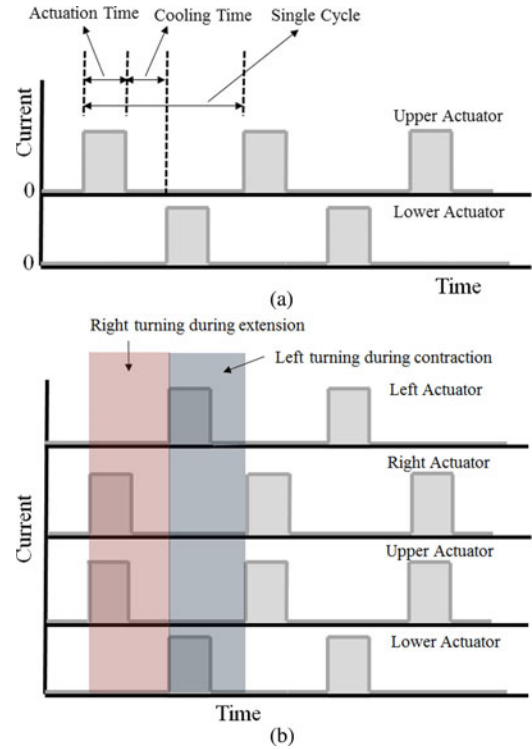 Actuation Time
Cooling Time
Single Cycle
Current
Upper Actuator
0
Lower Actuator
0
Time
(a)
Right turning during extension
Left turning during contraction
Left Actuator
Right Actuator
Current
Upper Actuator
Lower Actuator
Time
(b)